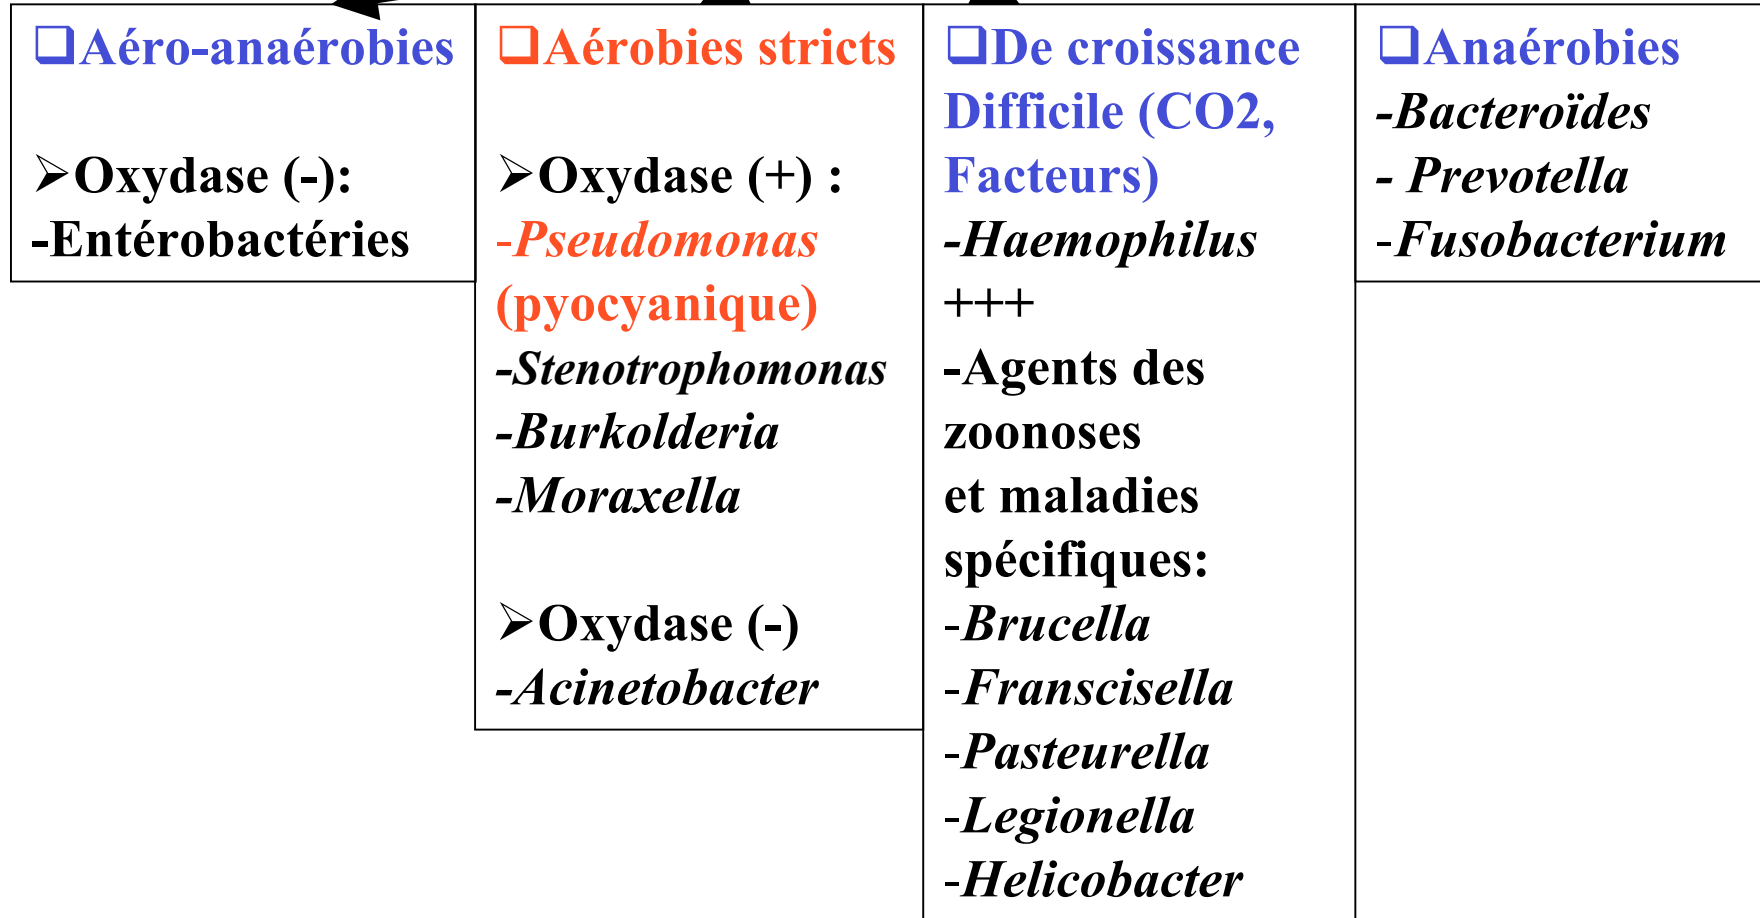 ❑Aéro-anaérobies
➢Oxydase (-):
-Entérobactéries
❑Aérobies stricts
➢Oxydase (+) :
-Pseudomonas
(pyocyanique)
-Stenotrophomonas
-Burkolderia
-Moraxella
➢Oxydase (-)
-Acinetobacter
❑De croissance
Difficile (CO2,
Facteurs)
-Haemophilus
+++
-Agents des
zoonoses
et maladies
spécifiques:
-Brucella
-Franscisella
-Pasteurella
-Legionella
-Helicobacter
❑Anaérobies
-Bacteroïdes
- Prevotella
-Fusobacterium